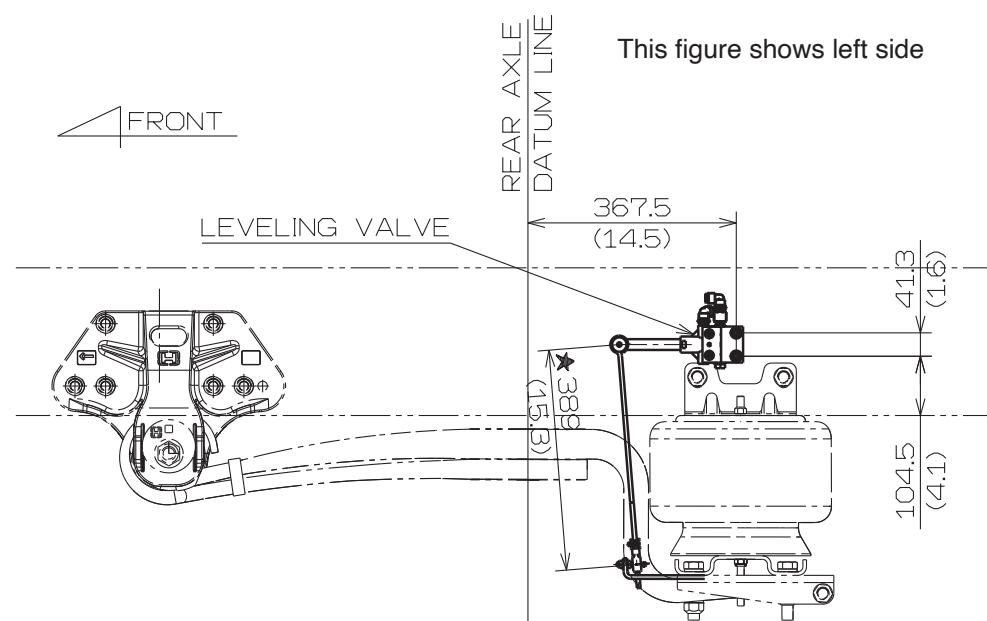 This figure shows left side
FRONT
REAR AXLE
DATUM LINE
LEVELING VALVE
367.5
(14.5)
41.3
(1.6)
★ 389
(15.3)
104.5
(4.1)